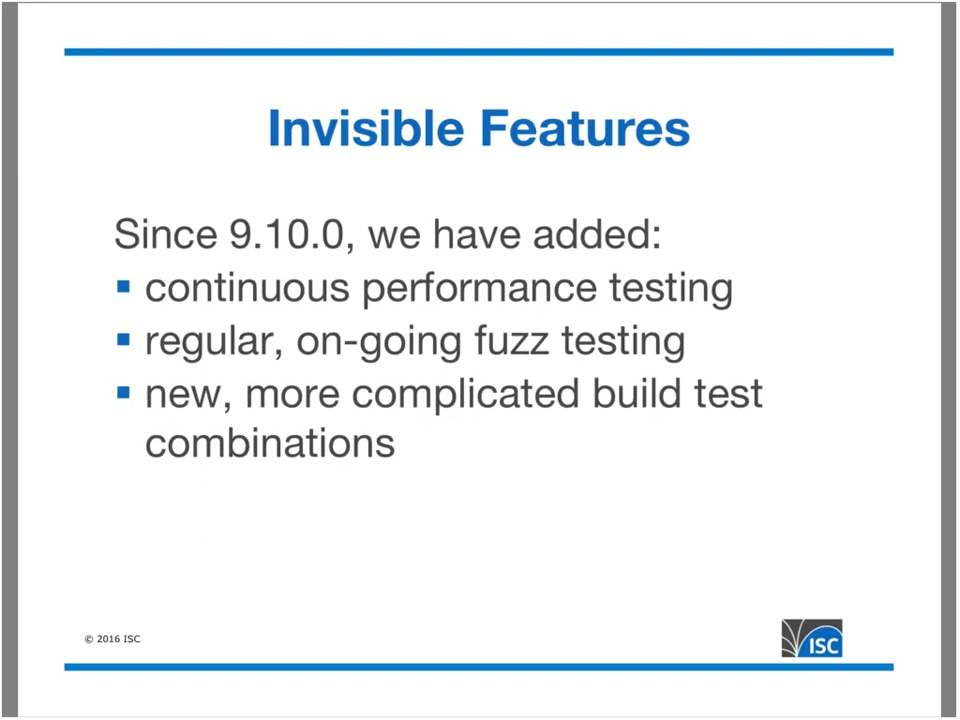 Invisible Features
Since 9.10.0, we have added:
▪ continuous performance testing
▪ regular, on-going fuzz testing
▪ new, more complicated build test
combinations
© 2016 ISC
ISC